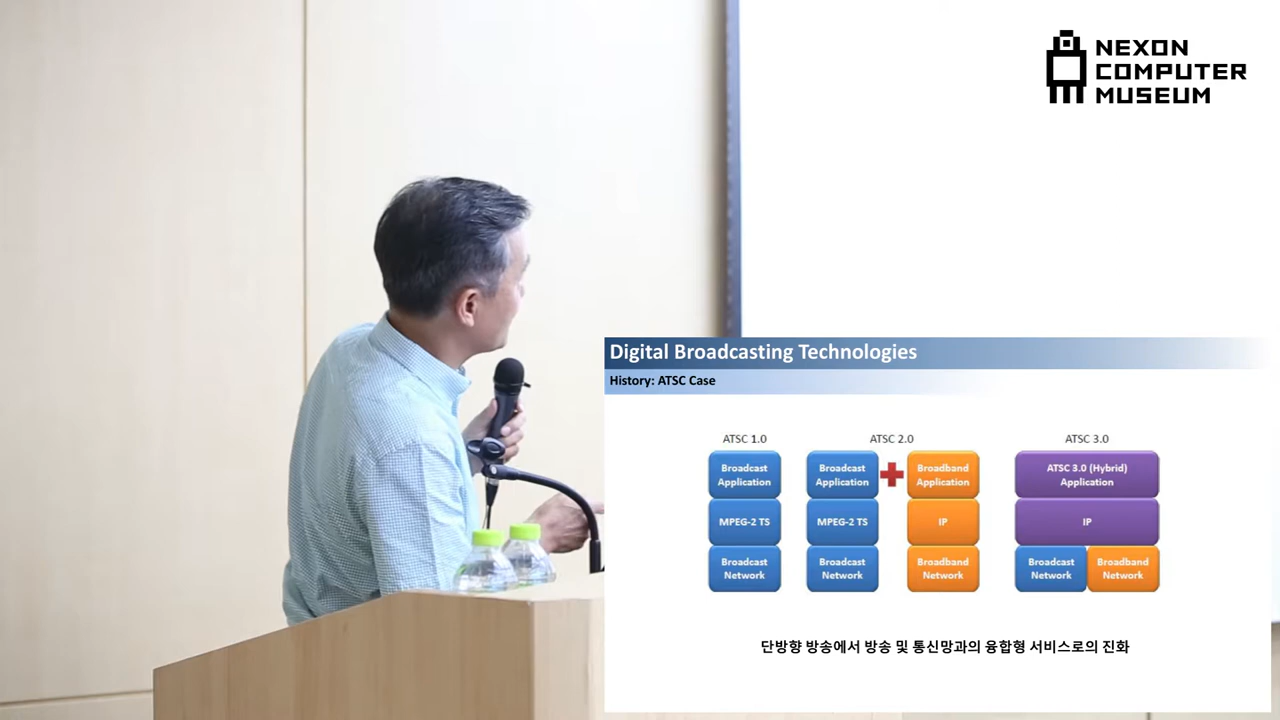 NEXON
COMPUTER
MUSEUM
Digital Broadcasting Technologies
History: ATSC Case
ATSC 1.0
Broadcast
Application
MPEG-2 TS
Broadcast
Network
ATSC 2.0
Broadcast
Application
MPEG-2 TS
Broadcast
Network
Broadband
Application
IP
Broadband
Network
ATSC 3.0
ATSC 3.0 (Hybrid)
Application
IP
Broadcast
Network
Broadband
Network
단방향 방송에서 방송 및 통신망과의 융합형 서비스로의 진화